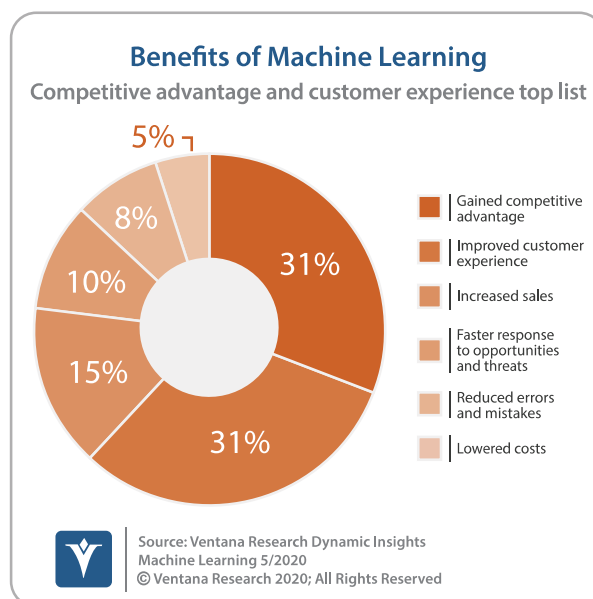 Benefits of Machine Learning
Competitive advantage and customer experience top list
5%
8%
10%
15%
31%
31%
Gained competitive
advantage
Improved customer
experience
Increased sales
Faster response
to opportunities
and threats
Reduced errors
and mistakes
Lowered costs
Source: Ventana Research Dynamic Insights
Machine Learning 5/2020
© Ventana Research 2020; All Rights Reserved